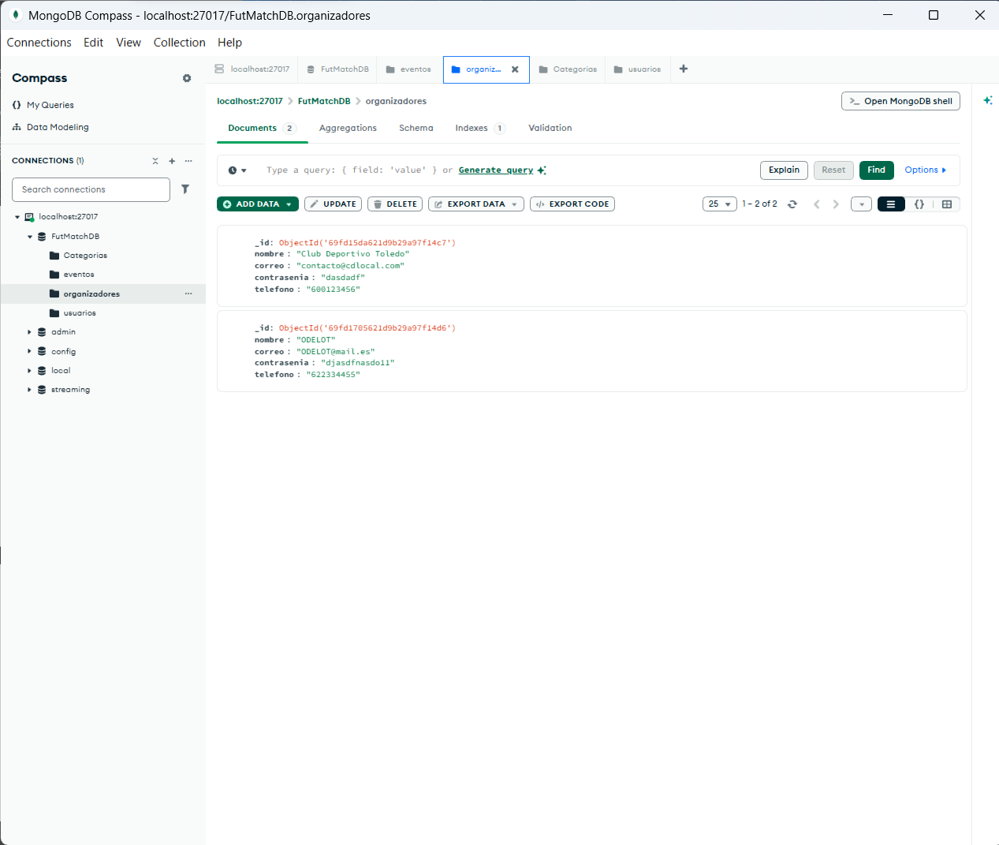 MongoDB Compass - localhost:27017/FutMatchDB.organizadores
Connections Edit View Collection Help
Compass
My Queries
Data Modeling
CONNECTIONS (1)
Search connections
localhost:27017
FutMatchDB
Categorias
eventos
organizadores
usuarios
admin
config
local
streaming
localhost:27017 FutMatchDB eventos organiz... Categorias usuarios
localhost:27017 > FutMatchDB > organizadores
>_ Open MongoDB shell
Documents 2 Aggregations Schema Indexes 1 Validation
Type a query: { field: 'value' } or Generate query
Explain Reset Find Options
ADD DATA UPDATE DELETE EXPORT DATA EXPORT CODE
25 1 – 2 of 2
_id: ObjectId('69fd15da621d9b29a97f14c7')
nombre : "Club Deportivo Toledo"
correo : "contacto@cdlocal.com"
contrasenia : "dasdadf"
telefono : "600123456"
_id: ObjectId('69fd1705621d9b29a97f14d6')
nombre : "ODELOT"
correo : "ODELOT@mail.es"
contrasenia : "djasdfnasdo11"
telefono : "622334455"